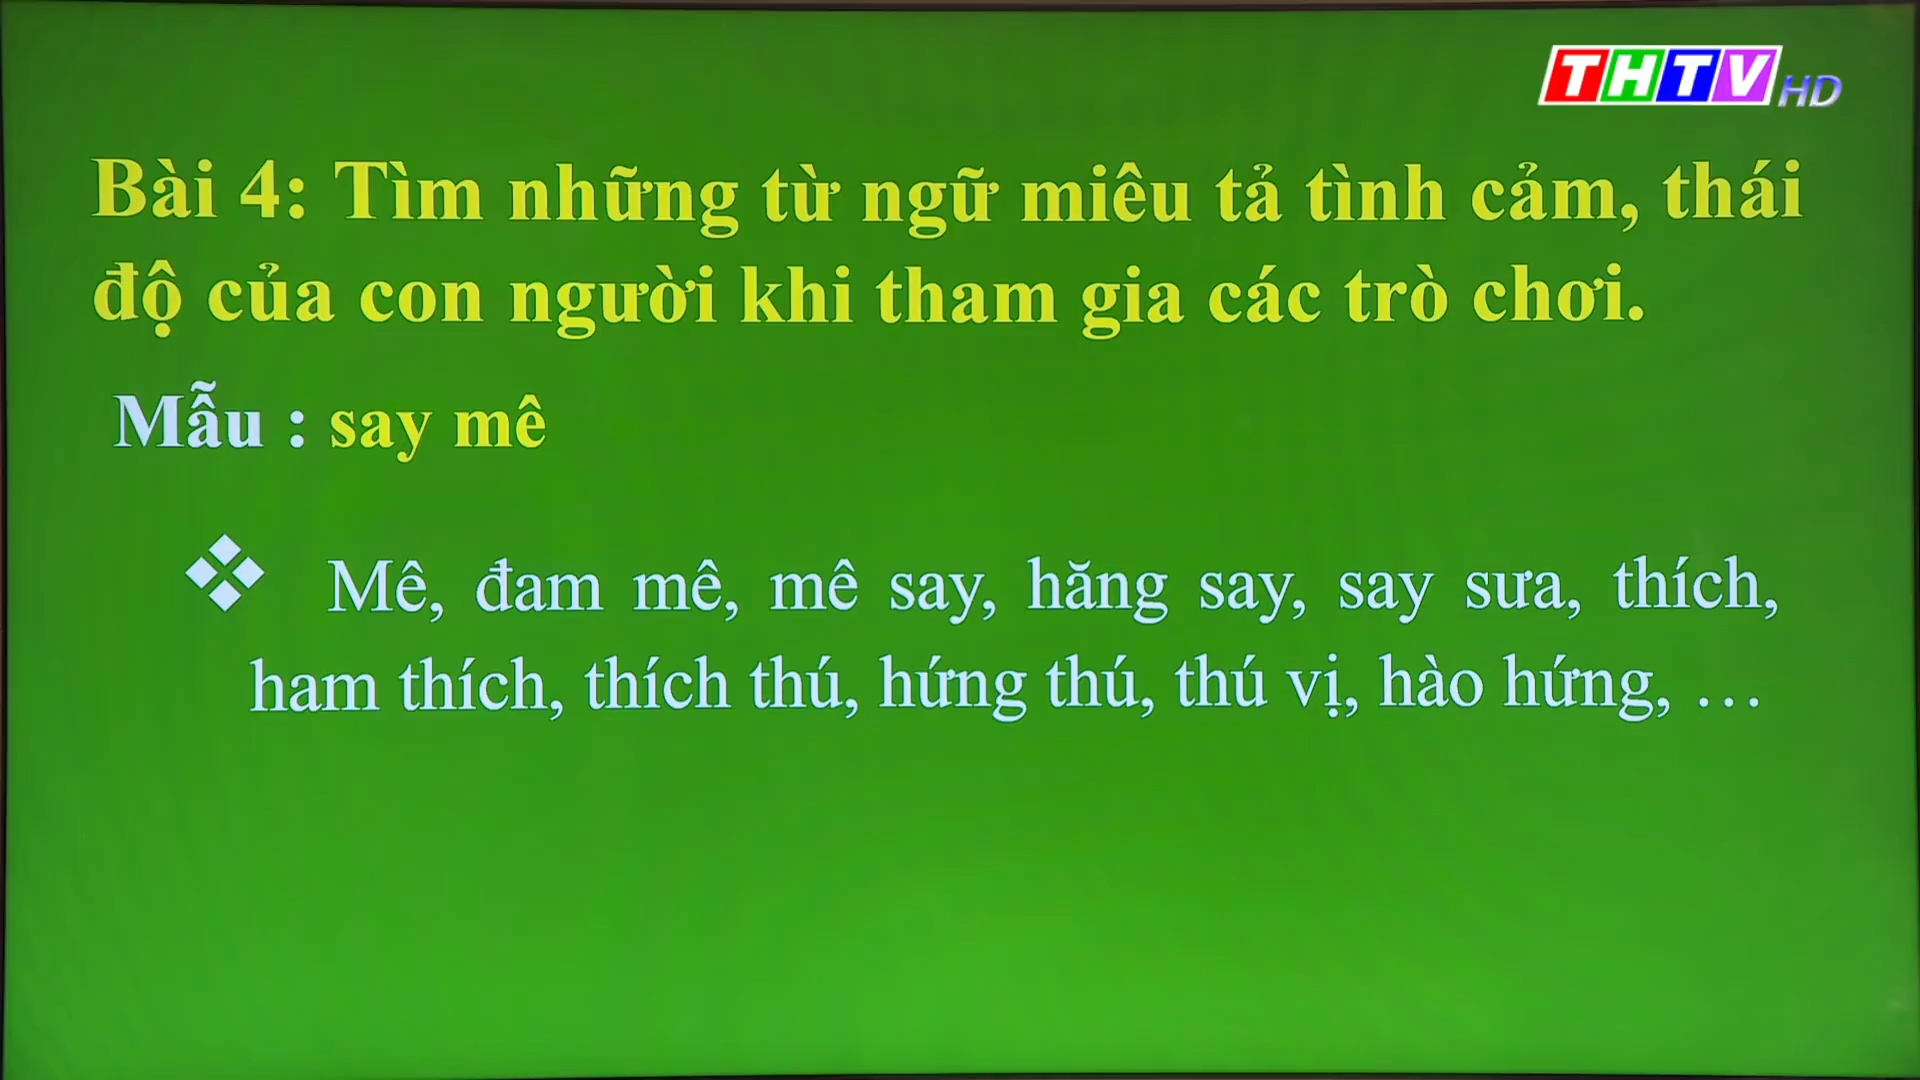 THTV HD
Bài 4: Tìm những từ ngữ miêu tả tình cảm, thái
độ của con người khi tham gia các trò chơi.
Mẫu : say mê
Mê, đam mê, mê say, hăng say, say sưa, thích,
ham thích, thích thú, hứng thú, thú vị, hào hứng, …